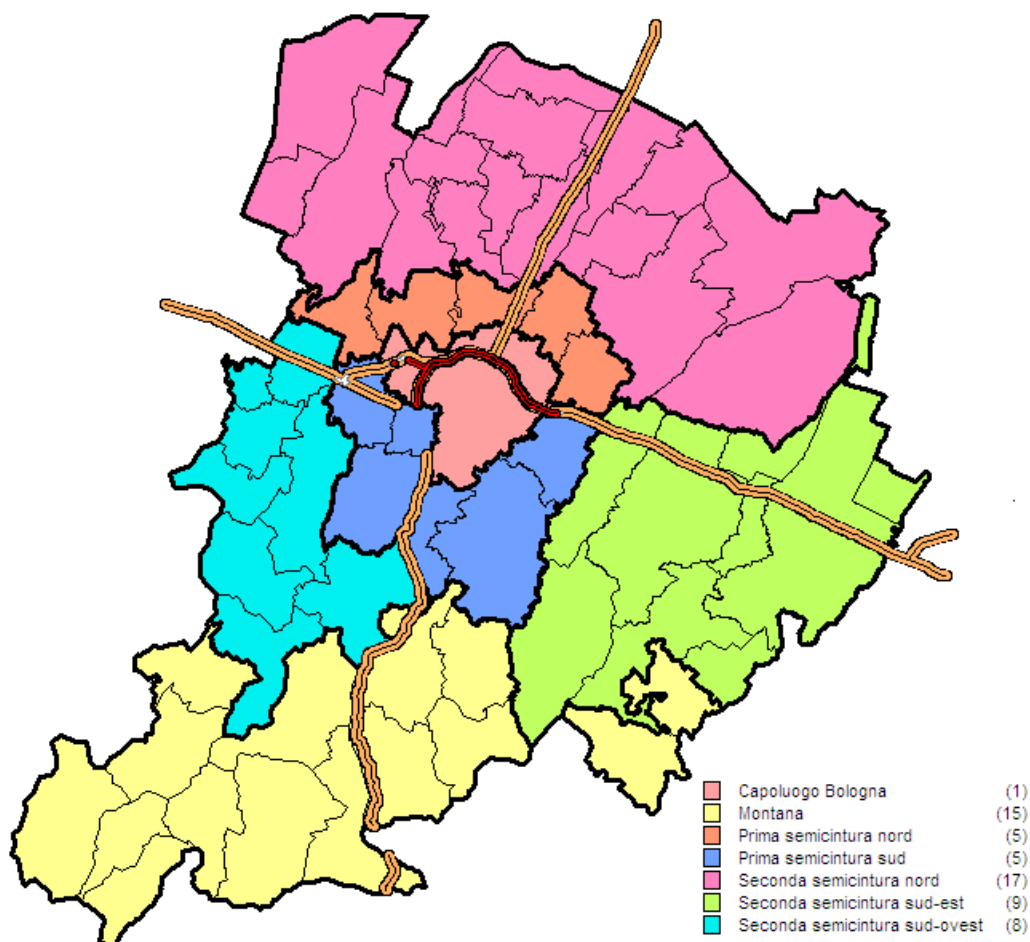 Capoluogo Bologna (1)
Montana (15)
Prima semicintura nord (5)
Prima semicintura sud (5)
Seconda semicintura nord (17)
Seconda semicintura sud-est (9)
Seconda semicintura sud-ovest (8)